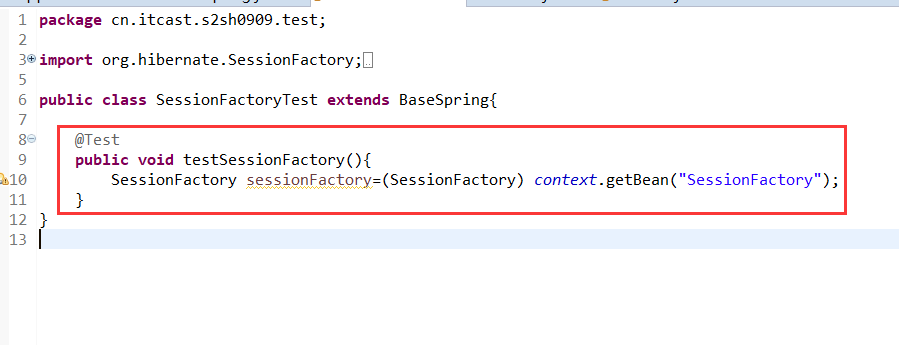 1 package cn.itcast.s2sh0909.test;
2
3 import org.hibernate.SessionFactory;
5
6 public class SessionFactoryTest extends BaseSpring{
7
8 @Test
9 public void testSessionFactory(){
10 SessionFactory sessionFactory=(SessionFactory) context.getBean("SessionFactory");
11 }
12 }
13